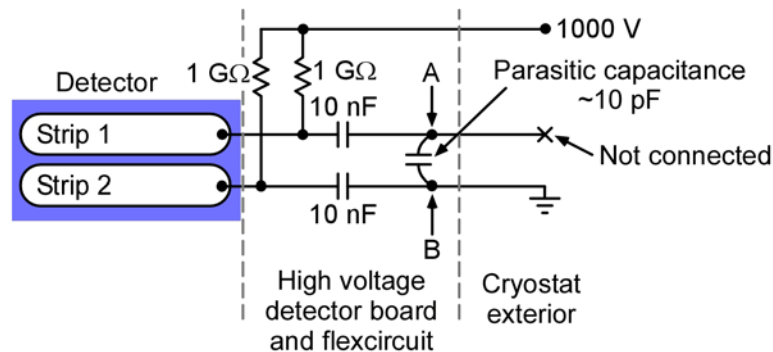 1000 V
1 GΩ
1 GΩ
A
Parasitic capacitance
~10 pF
Detector
10 nF
Strip 1
Not connected
Strip 2
10 nF
B
High voltage
detector board
and flexcircuit
Cryostat
exterior